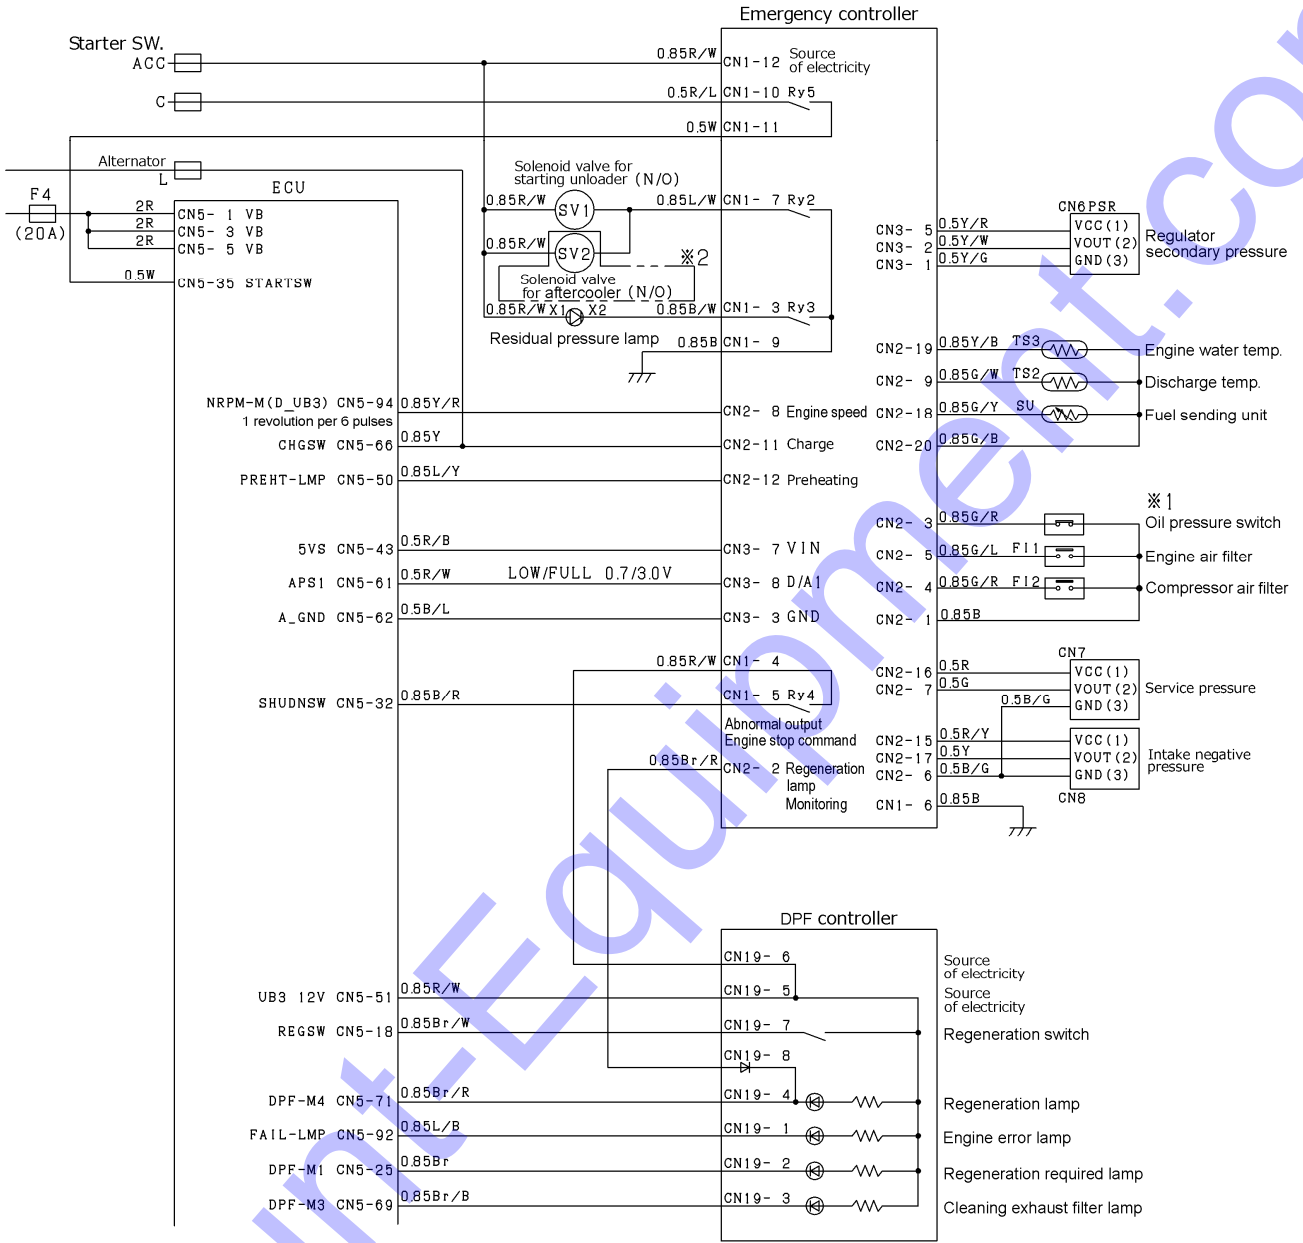 Emergency controller
Starter SW.
ACC
0.85R/W
CN1-12 Source
of electricity
C
0.5R/L
CN1-10 Ry5
0.5W
CN1-11
Alternator
L
F4
(20A)
ECU
2R
CN5- 1 VB
2R
CN5- 3 VB
2R
CN5- 5 VB
0.5W
CN5-35 STARTSW
Solenoid valve for
starting unloader (N/O)
0.85R/W
SV1
0.85L/W
CN1- 7 Ry2
0.85R/W
SV2
※2
Solenoid valve
for aftercooler (N/O)
0.85R/W X1 X2
0.85B/W
CN1- 3 Ry3
Residual pressure lamp
0.85B
CN1- 9
CN3- 5 0.5Y/R
CN3- 2 0.5Y/W
CN3- 1 0.5Y/G
CN6PSR
VCC(1)
VOUT(2)
GND(3)
Regulator
secondary pressure
CN2-19 0.85Y/B TS3
Engine water temp.
CN2- 9 0.85G/W TS2
Discharge temp.
CN2-18 0.85G/Y SU
Fuel sending unit
CN2-20 0.85G/B
NRPM-M(D_UB3) CN5-94 0.85Y/R
1 revolution per 6 pulses
CN2- 8 Engine speed
CHGSW CN5-66 0.85Y
CN2-11 Charge
PREHT-LMP CN5-50 0.85L/Y
CN2-12 Preheating
※1
CN2- 3 0.85G/R
Oil pressure switch
CN2- 5 0.85G/L FI1
Engine air filter
CN2- 4 0.85G/R FI2
Compressor air filter
CN2- 1 0.85B
5VS CN5-43 0.5R/B
CN3- 7 VIN
APS1 CN5-61 0.5R/W
LOW/FULL 0.7/3.0V
CN3- 8 D/A1
A_GND CN5-62 0.5B/L
CN3- 3 GND
0.85R/W CN1- 4
SHUDNSW CN5-32 0.85B/R
CN1- 5 Ry4
Abnormal output
Engine stop command
0.85Br/R
CN2- 2 Regeneration
lamp
Monitoring
CN7
CN2-16 0.5R
CN2- 7 0.5G
0.5B/G
VCC(1)
VOUT(2)
GND(3)
Service pressure
CN2-15 0.5R/Y
CN2-17 0.5Y
CN2- 6 0.5B/G
VCC(1)
VOUT(2)
GND(3)
CN8
Intake negative
pressure
CN1- 6 0.85B
DPF controller
CN19- 6
Source
of electricity
UB3 12V CN5-51 0.85R/W
CN19- 5
Source
of electricity
REGSW CN5-18 0.85Br/W
CN19- 7
Regeneration switch
CN19- 8
DPF-M4 CN5-71 0.85Br/R
CN19- 4
Regeneration lamp
FAIL-LMP CN5-92 0.85L/B
CN19- 1
Engine error lamp
DPF-M1 CN5-25 0.85Br
CN19- 2
Regeneration required lamp
DPF-M3 CN5-69 0.85Br/B
CN19- 3
Cleaning exhaust filter lamp
unt-Equipment.co